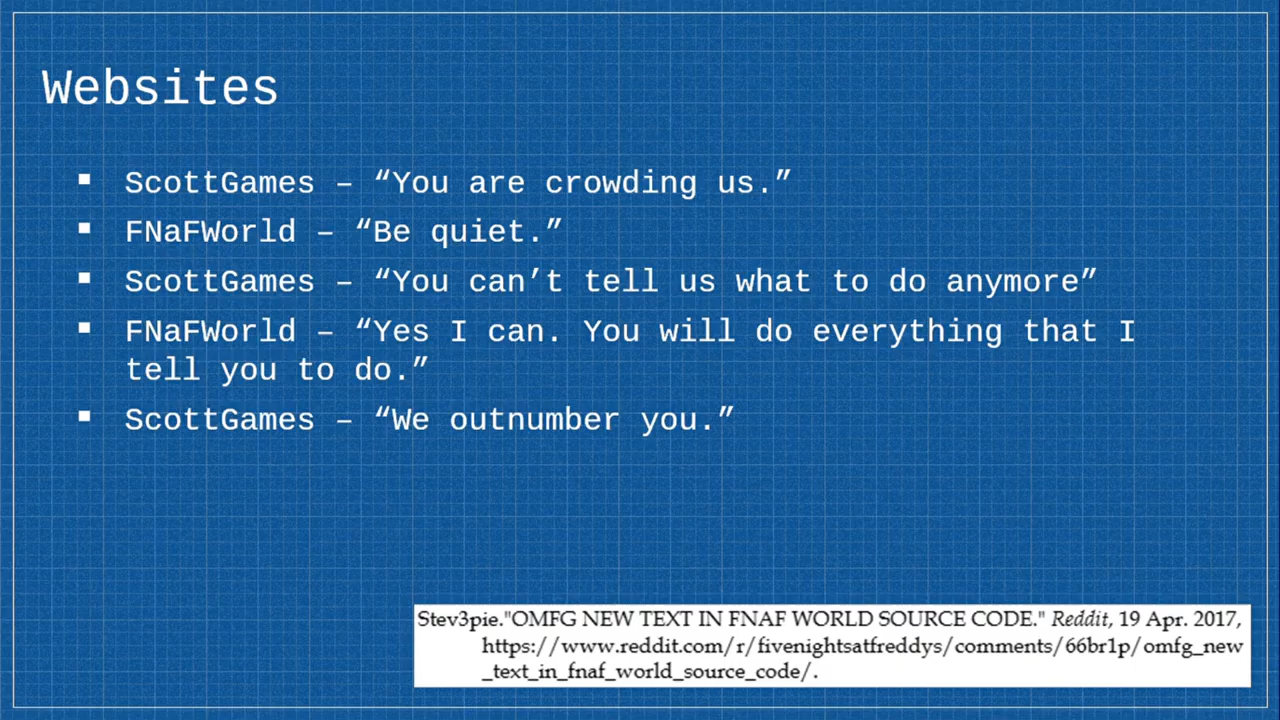 Websites
▪ ScottGames – “You are crowding us.”
▪ FNaFWorld – “Be quiet.”
▪ ScottGames – “You can’t tell us what to do anymore”
▪ FNaFWorld – “Yes I can. You will do everything that I
tell you to do.”
▪ ScottGames – “We outnumber you.”
Stev3pie."OMFG NEW TEXT IN FNAF WORLD SOURCE CODE." Reddit, 19 Apr. 2017,
https://www.reddit.com/r/fivenightsatfreddys/comments/66br1p/omfg_new
_text_in_fnaf_world_source_code/.